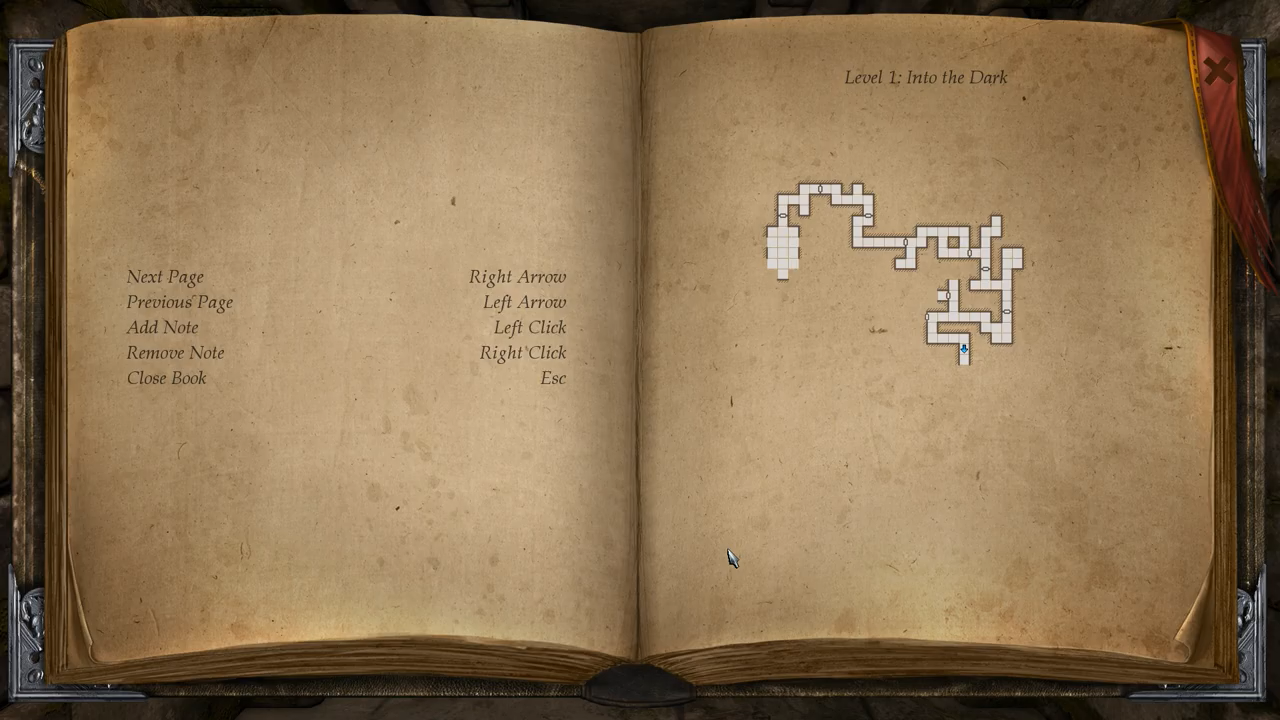 Level 1: Into the Dark
Next Page Right Arrow
Previous Page Left Arrow
Add Note Left Click
Remove Note Right Click
Close Book Esc